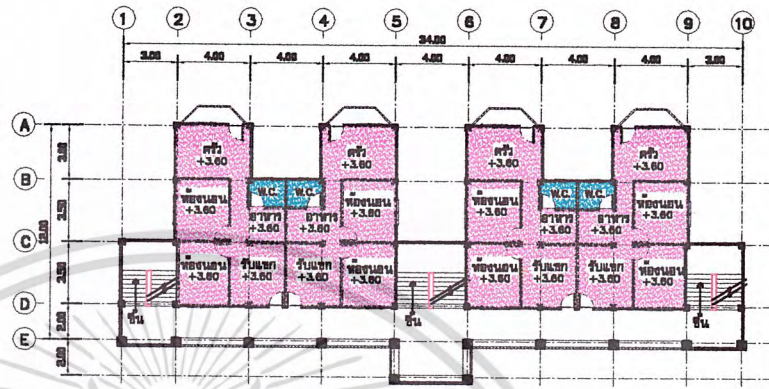 1 2 3 4 5 6 7 8 9 10
34.00
3.00 4.00 4.00 4.00 4.00 4.00 4.00 4.00 3.00
A
B
C
D
E
3.00
3.50
3.50
2.00
2.00
12.00
ครัว ครัว ครัว ครัว
+3.60 +3.60 +3.60 +3.60
W.C. W.C. W.C. W.C.
ห้องนอน ห้องนอน ห้องนอน ห้องนอน
+3.60 +3.60 +3.60 +3.60
อาหาร อาหาร อาหาร อาหาร
+3.60 +3.60 +3.60 +3.60
ห้องนอน รับแขก รับแขก ห้องนอน ห้องนอน รับแขก รับแขก ห้องนอน
+3.60 +3.60 +3.60 +3.60 +3.60 +3.60 +3.60 +3.60
ขึ้น ขึ้น ขึ้น